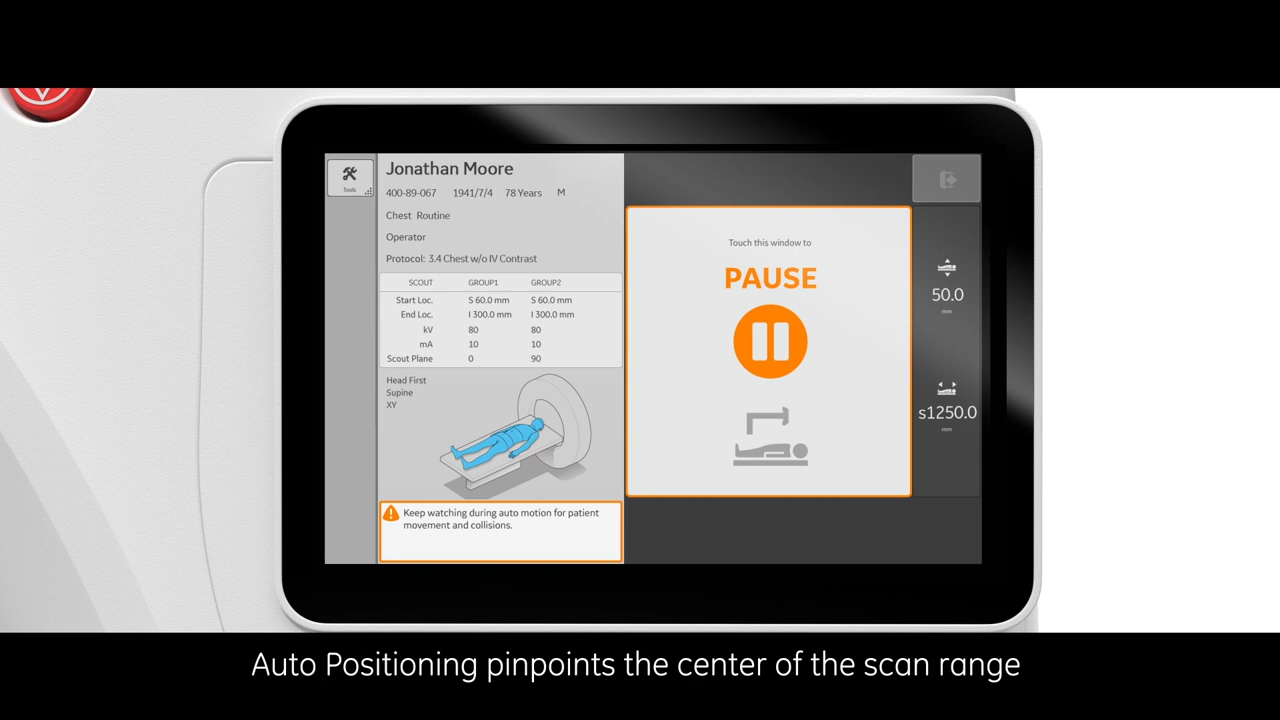 Tools
Jonathan Moore
400-89-067 1941/7/4 78 Years M
Chest Routine
Operator
Protocol: 3.4 Chest w/o IV Contrast
SCOUT GROUP1 GROUP2
Start Loc. S 60.0 mm S 60.0 mm
End Loc. I 300.0 mm I 300.0 mm
kV 80 80
mA 10 10
Scout Plane 0 90
Head First
Supine
XY
Keep watching during auto motion for patient
movement and collisions.
Touch this window to
PAUSE
50.0
mm
s1250.0
mm
Auto Positioning pinpoints the center of the scan range